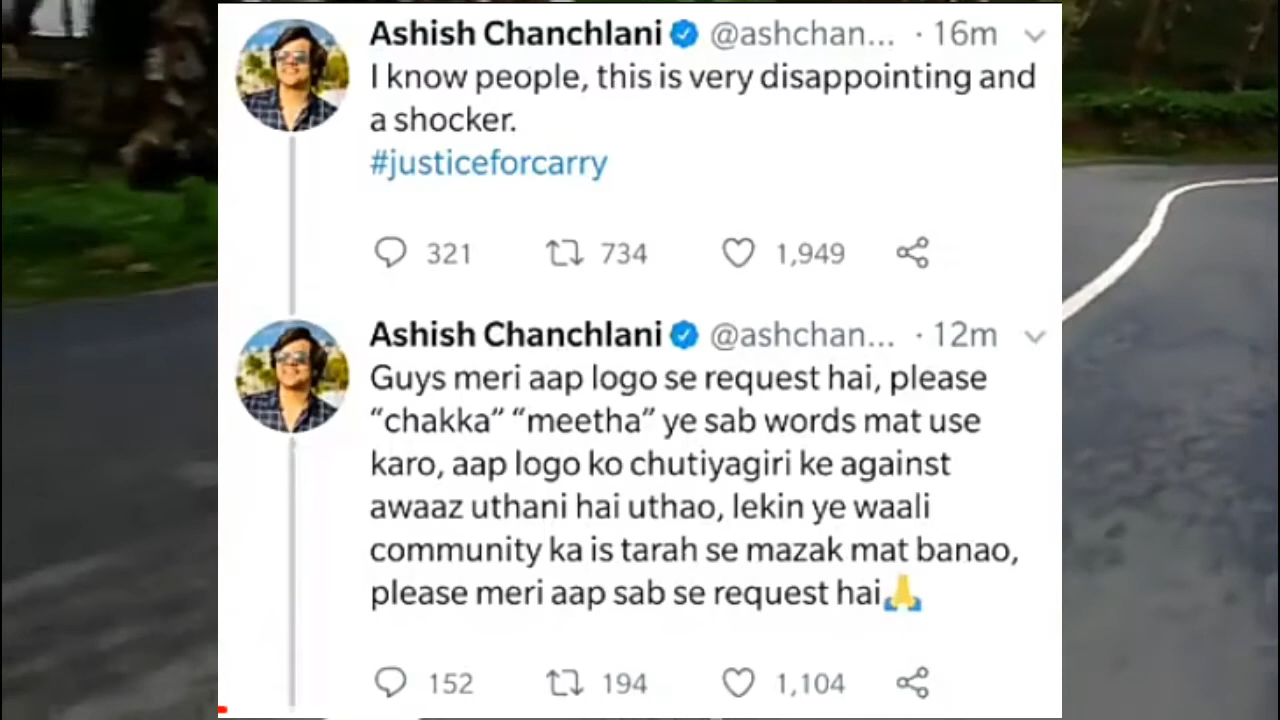 Ashish Chanchlani @ashchan... · 16m
I know people, this is very disappointing and
a shocker.
#justiceforcarry
321 734 1,949
Ashish Chanchlani @ashchan... · 12m
Guys meri aap logo se request hai, please
“chakka” “meetha” ye sab words mat use
karo, aap logo ko chutiyagiri ke against
awaaz uthani hai uthao, lekin ye waali
community ka is tarah se mazak mat banao,
please meri aap sab se request hai🙏
152 194 1,104